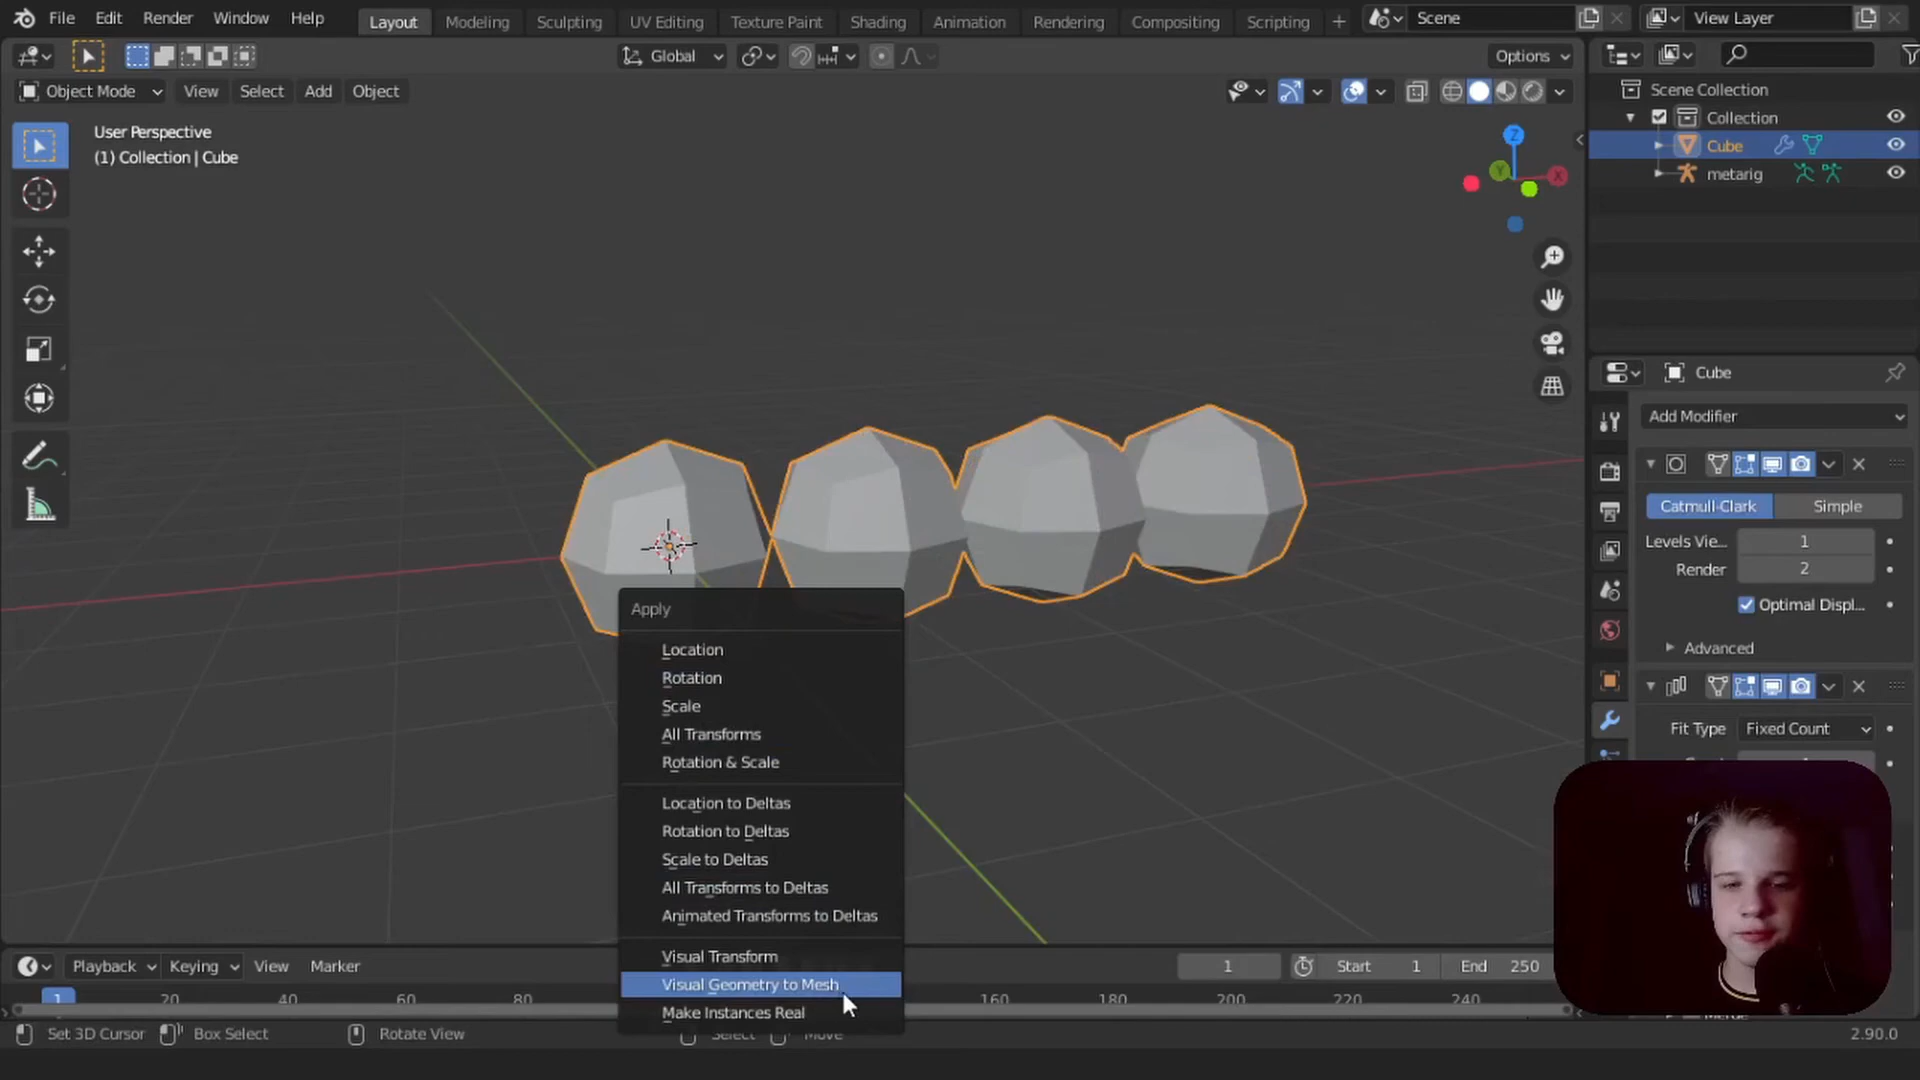 File Edit Render Window Help
Layout Modeling Sculpting UV Editing Texture Paint Shading Animation Rendering Compositing Scripting +
Scene
View Layer
Global
Options
Object Mode View Select Add Object
User Perspective
(1) Collection | Cube
Z
Y
X
Scene Collection
Collection
Cube
metarig
Cube
Add Modifier
Catmull-Clark Simple
Levels Vie... 1
Render 2
Optimal Displ...
Advanced
Fit Type Fixed Count
Apply
Location
Rotation
Scale
All Transforms
Rotation & Scale
Location to Deltas
Rotation to Deltas
Scale to Deltas
All Transforms to Deltas
Animated Transforms to Deltas
Visual Transform
Visual Geometry to Mesh
Make Instances Real
Playback Keying View Marker
1
Start 1 End 250
1 20 40 60 80 160 180 200 220 240
Set 3D Cursor Box Select Rotate View Select Move
2.90.0